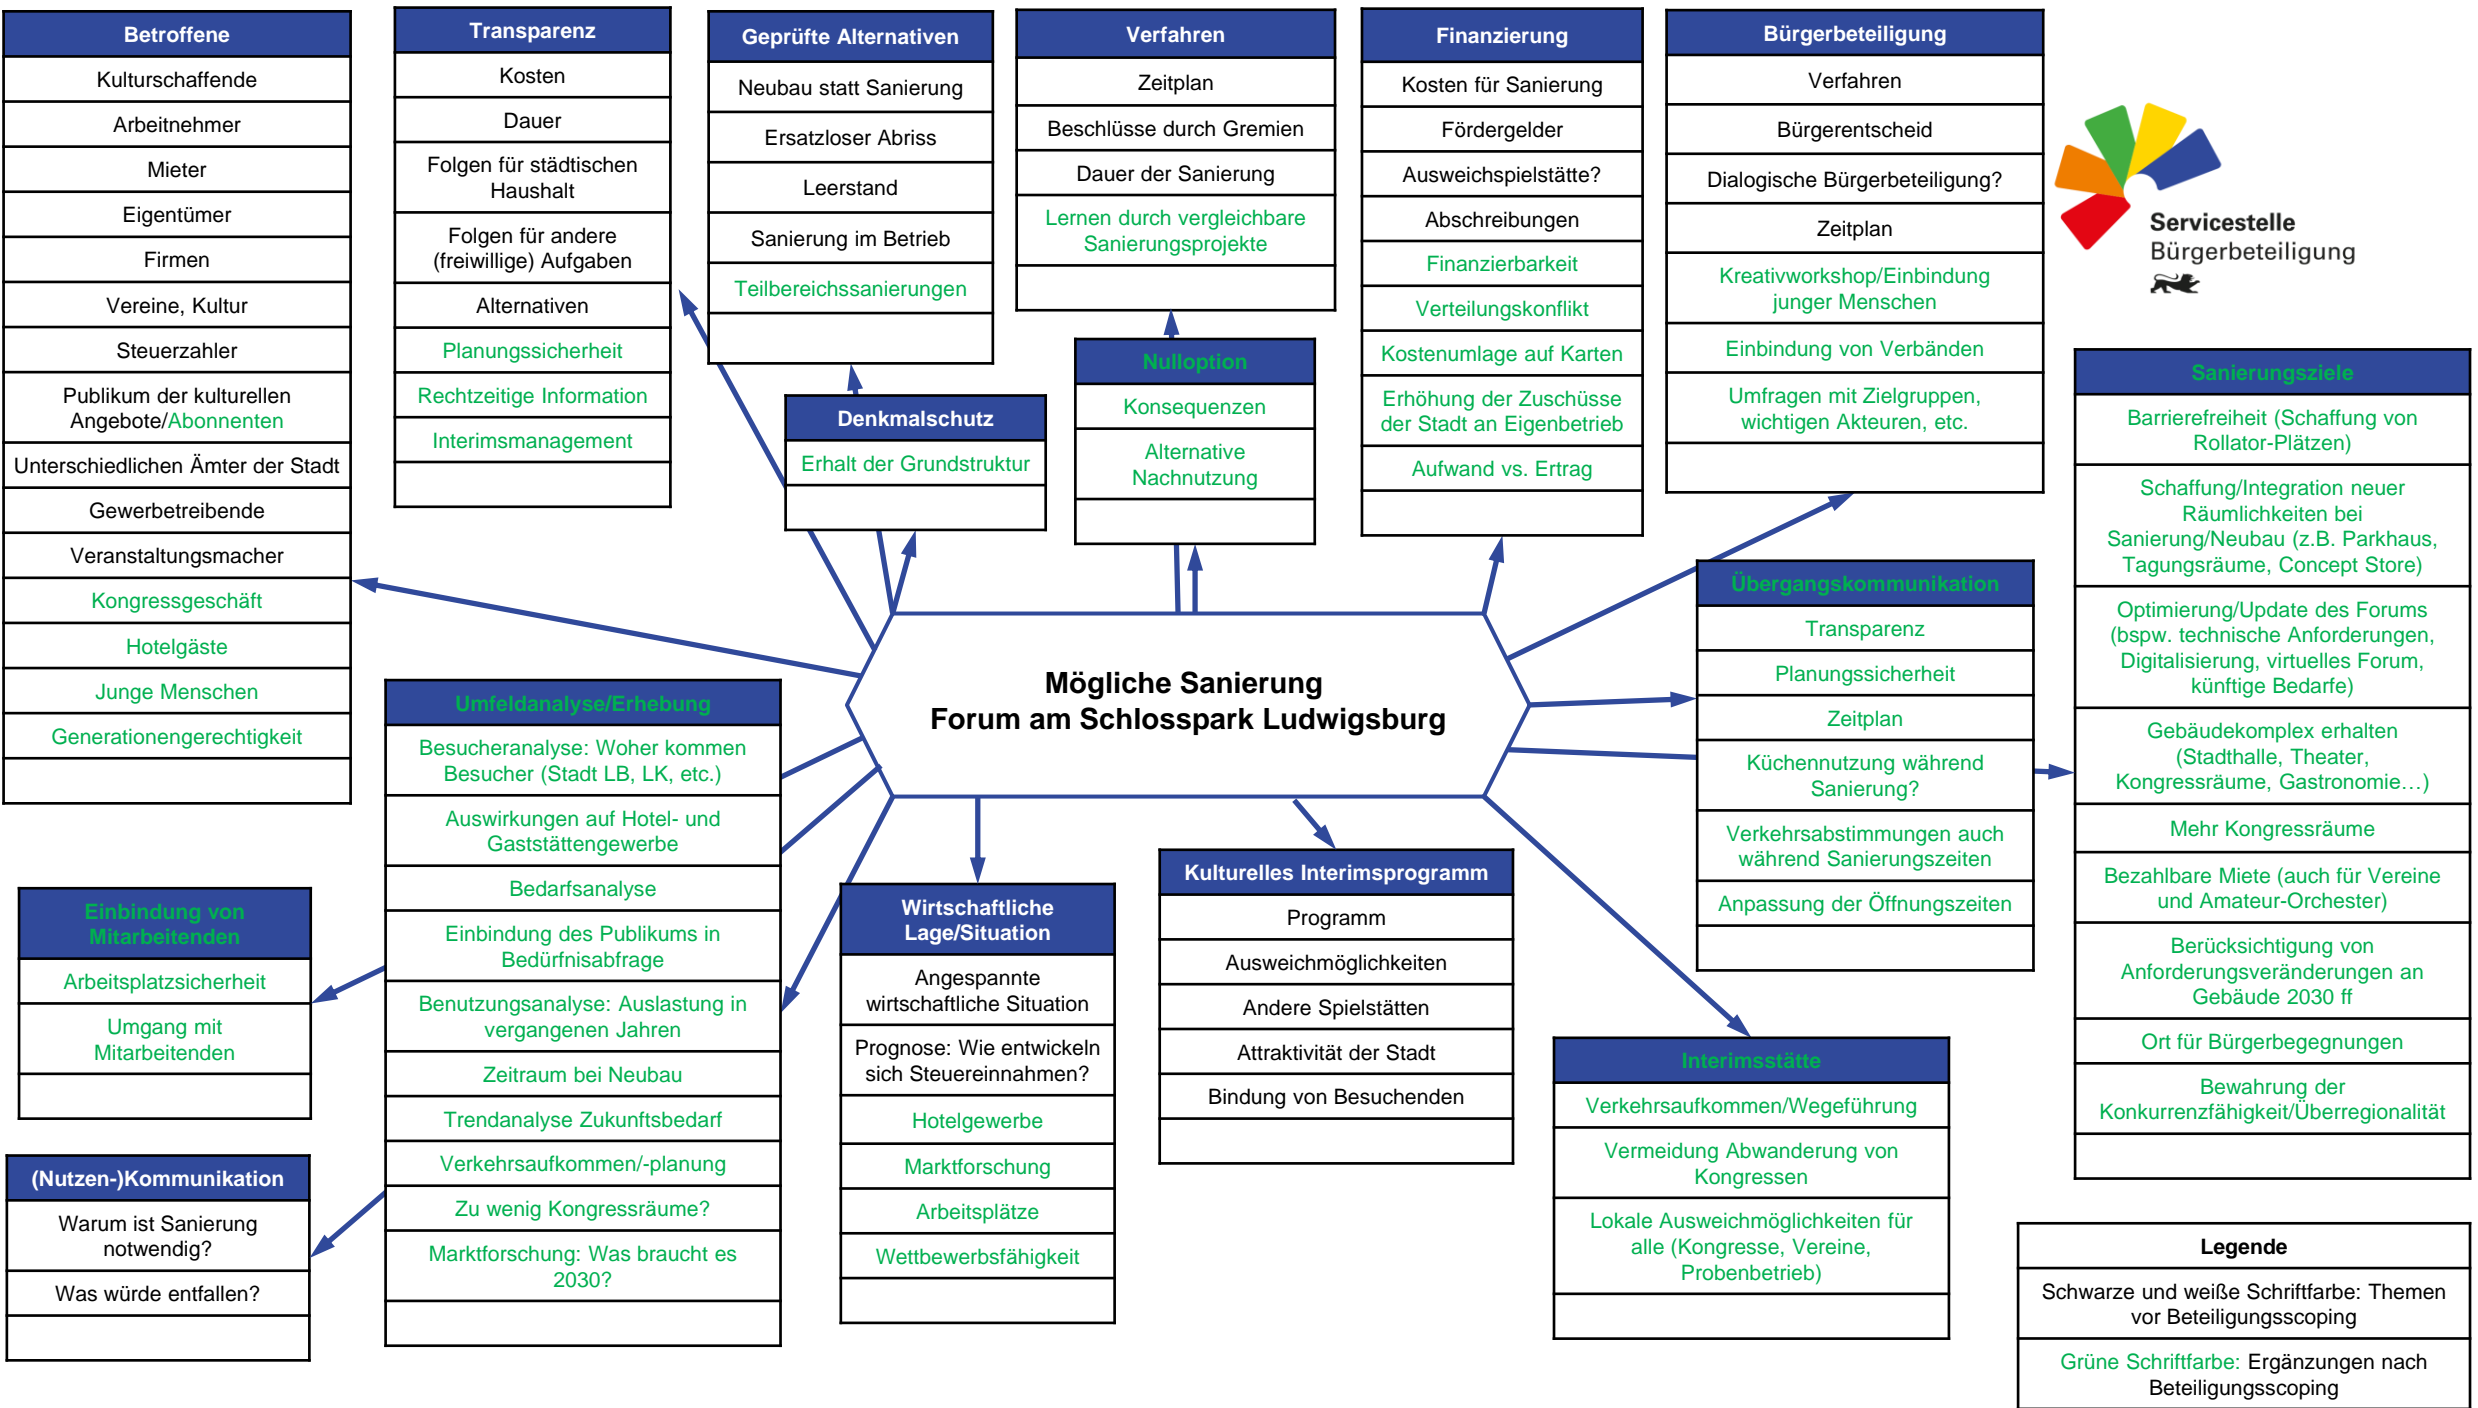 Betroffene
Kulturschaffende
Arbeitnehmer
Mieter
Eigentümer
Firmen
Vereine, Kultur
Steuerzahler
Publikum der kulturellen
Angebote/Abonnenten
Unterschiedlichen Ämter der Stadt
Gewerbetreibende
Veranstaltungsmacher
Kongressgeschäft
Hotelgäste
Junge Menschen
Generationengerechtigkeit
Transparenz
Kosten
Dauer
Folgen für städtischen
Haushalt
Folgen für andere
(freiwillige) Aufgaben
Alternativen
Planungssicherheit
Rechtzeitige Information
Interimsmanagement
Geprüfte Alternativen
Neubau statt Sanierung
Ersatzloser Abriss
Leerstand
Sanierung im Betrieb
Teilbereichssanierungen
Denkmalschutz
Erhalt der Grundstruktur
Verfahren
Zeitplan
Beschlüsse durch Gremien
Dauer der Sanierung
Lernen durch vergleichbare
Sanierungsprojekte
Nulloption
Konsequenzen
Alternative
Nachnutzung
Finanzierung
Kosten für Sanierung
Fördergelder
Ausweichspielstätte?
Abschreibungen
Finanzierbarkeit
Verteilungskonflikt
Kostenumlage auf Karten
Erhöhung der Zuschüsse
der Stadt an Eigenbetrieb
Aufwand vs. Ertrag
Bürgerbeteiligung
Verfahren
Bürgerentscheid
Dialogische Bürgerbeteiligung?
Zeitplan
Kreativworkshop/Einbindung
junger Menschen
Einbindung von Verbänden
Umfragen mit Zielgruppen,
wichtigen Akteuren, etc.
Servicestelle
Bürgerbeteiligung
Sanierungsziele
Barrierefreiheit (Schaffung von
Rollator-Plätzen)
Schaffung/Integration neuer
Räumlichkeiten bei
Sanierung/Neubau (z.B. Parkhaus,
Tagungsräume, Concept Store)
Optimierung/Update des Forums
(bspw. technische Anforderungen,
Digitalisierung, virtuelles Forum,
künftige Bedarfe)
Gebäudekomplex erhalten
(Stadthalle, Theater,
Kongressräume, Gastronomie…)
Mehr Kongressräume
Bezahlbare Miete (auch für Vereine
und Amateur-Orchester)
Berücksichtigung von
Anforderungsveränderungen an
Gebäude 2030 ff
Ort für Bürgerbegegnungen
Bewahrung der
Konkurrenzfähigkeit/Überregionalität
Übergangskommunikation
Transparenz
Planungssicherheit
Zeitplan
Küchennutzung während
Sanierung?
Verkehrsabstimmungen auch
während Sanierungszeiten
Anpassung der Öffnungszeiten
Mögliche Sanierung
Forum am Schlosspark Ludwigsburg
Umfeldanalyse/Erhebung
Besucheranalyse: Woher kommen
Besucher (Stadt LB, LK, etc.)
Auswirkungen auf Hotel- und
Gaststättengewerbe
Bedarfsanalyse
Einbindung des Publikums in
Bedürfnisabfrage
Benutzungsanalyse: Auslastung in
vergangenen Jahren
Zeitraum bei Neubau
Trendanalyse Zukunftsbedarf
Verkehrsaufkommen/-planung
Zu wenig Kongressräume?
Marktforschung: Was braucht es
2030?
Einbindung von
Mitarbeitenden
Arbeitsplatzsicherheit
Umgang mit
Mitarbeitenden
(Nutzen-)Kommunikation
Warum ist Sanierung
notwendig?
Was würde entfallen?
Wirtschaftliche
Lage/Situation
Angespannte
wirtschaftliche Situation
Prognose: Wie entwickeln
sich Steuereinnahmen?
Hotelgewerbe
Marktforschung
Arbeitsplätze
Wettbewerbsfähigkeit
Kulturelles Interimsprogramm
Programm
Ausweichmöglichkeiten
Andere Spielstätten
Attraktivität der Stadt
Bindung von Besuchenden
Interimsstätte
Verkehrsaufkommen/Wegeführung
Vermeidung Abwanderung von
Kongressen
Lokale Ausweichmöglichkeiten für
alle (Kongresse, Vereine,
Probenbetrieb)
Legende
Schwarze und weiße Schriftfarbe: Themen
vor Beteiligungsscoping
Grüne Schriftfarbe: Ergänzungen nach
Beteiligungsscoping